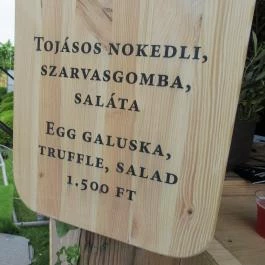 Tojásos nokedli,
szarvasgomba,
saláta
Egg galuska,
truffle, salad
1.500 Ft